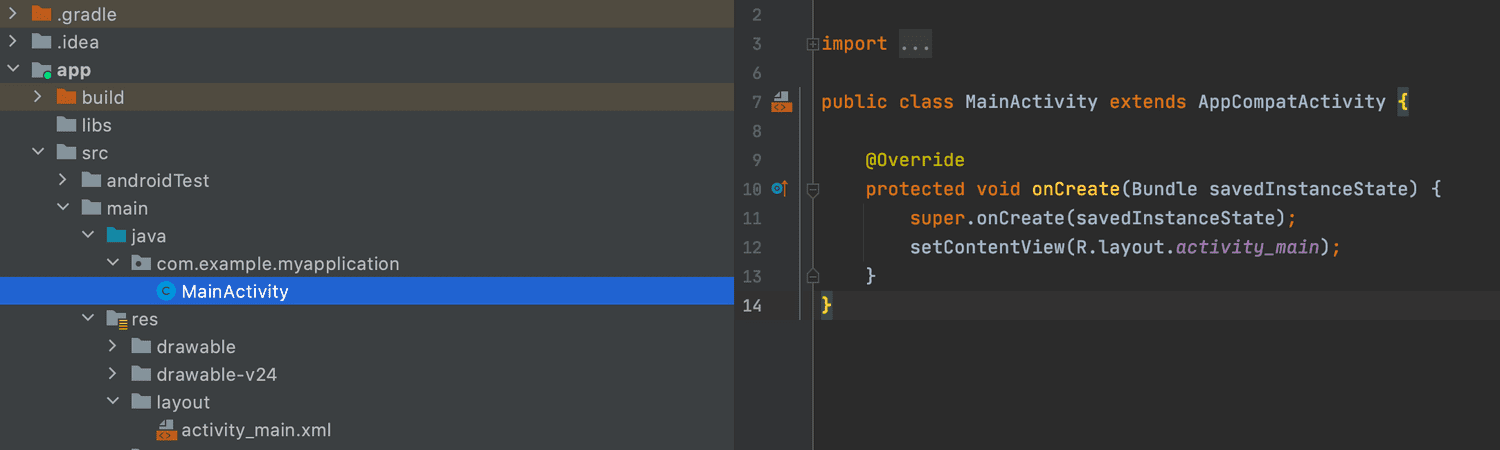 .gradle
.idea
app
build
libs
src
androidTest
main
java
com.example.myapplication
C MainActivity
res
drawable
drawable-v24
layout
activity_main.xml
2
3 import ...
6
7 public class MainActivity extends AppCompatActivity {
8
9 @Override
10 protected void onCreate(Bundle savedInstanceState) {
11 super.onCreate(savedInstanceState);
12 setContentView(R.layout.activity_main);
13 }
14 }